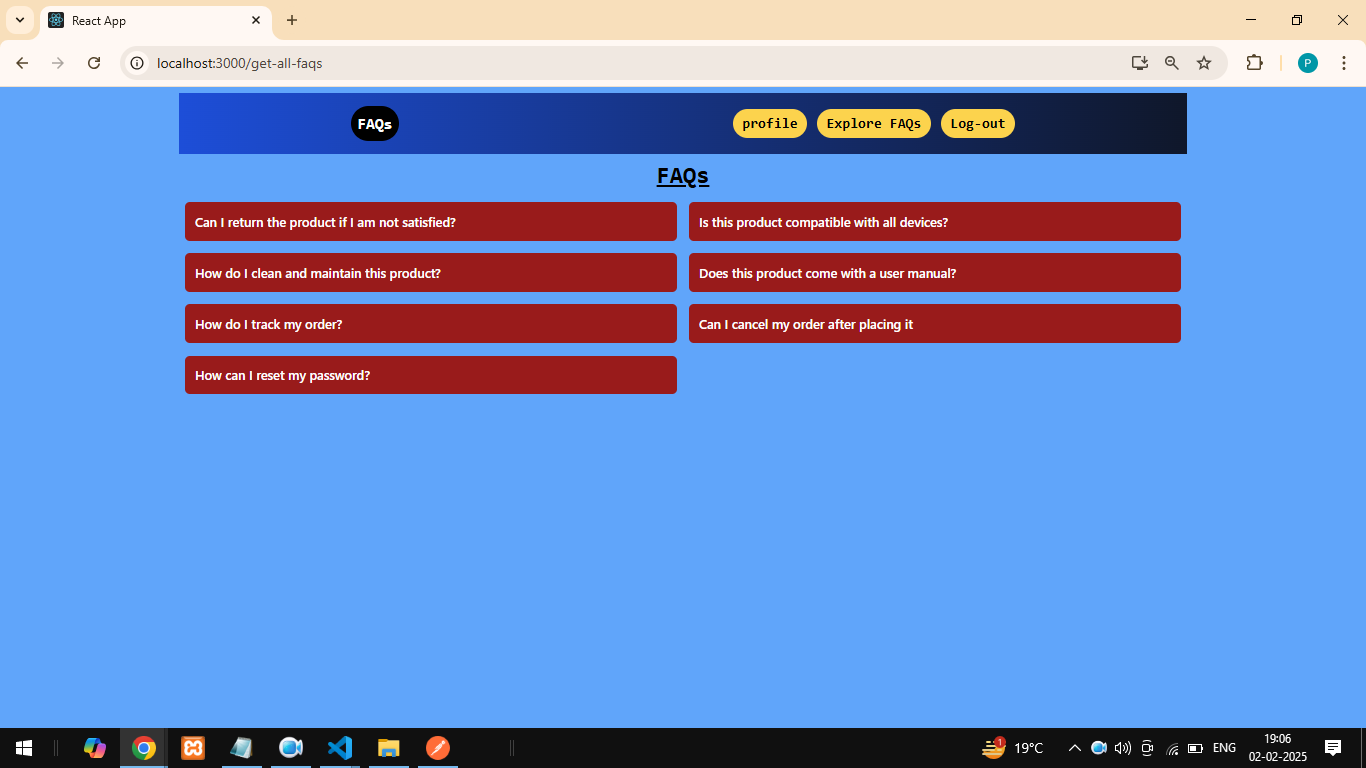 React App
localhost:3000/get-all-faqs
P
FAQs
profile
Explore FAQs
Log-out
FAQs
Can I return the product if I am not satisfied?
Is this product compatible with all devices?
How do I clean and maintain this product?
Does this product come with a user manual?
How do I track my order?
Can I cancel my order after placing it
How can I reset my password?
1
19°C
ENG
19:06
02-02-2025